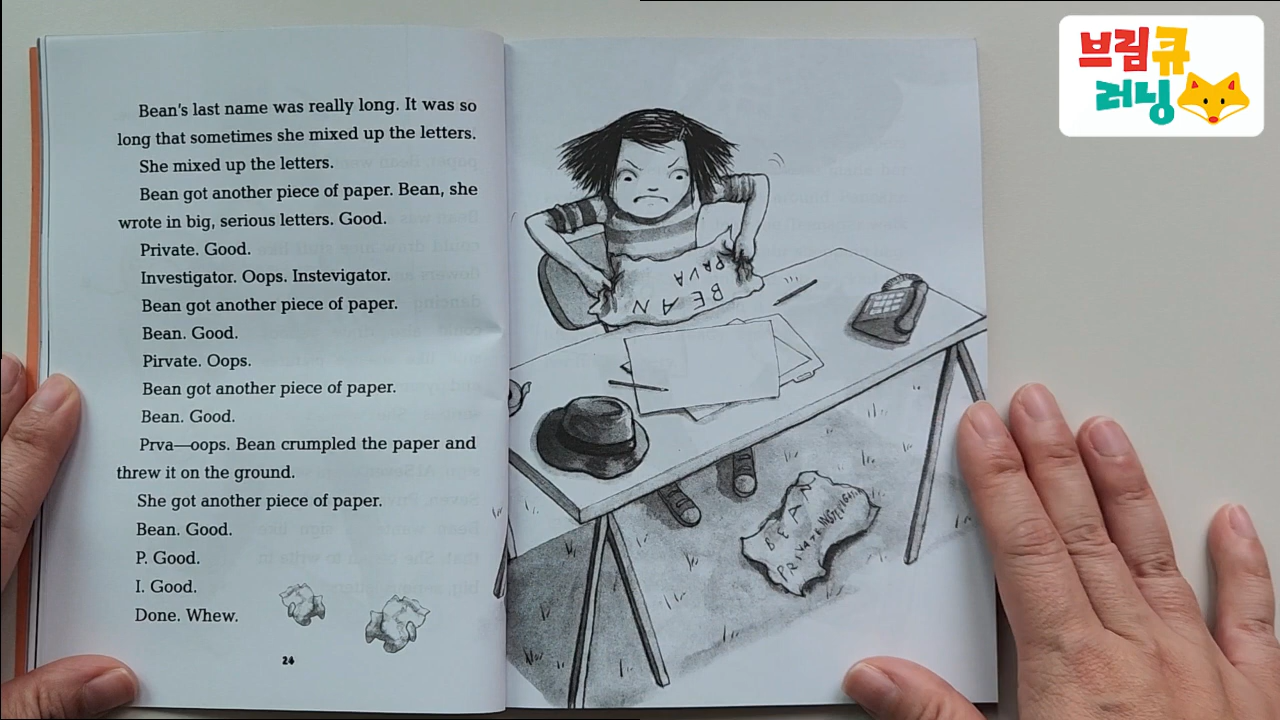 Bean's last name was really long. It was so
long that sometimes she mixed up the letters.
She mixed up the letters.
Bean got another piece of paper. Bean, she
wrote in big, serious letters. Good.
Private. Good.
Investigator. Oops. Instevigator.
Bean got another piece of paper.
Bean. Good.
Pirvate. Oops.
Bean got another piece of paper.
Bean. Good.
Prva—oops. Bean crumpled the paper and
threw it on the ground.
She got another piece of paper.
Bean. Good.
P. Good.
I. Good.
Done. Whew.
24
BEAN
PRVA
BEAN
PRIVATE
브림큐
러닝